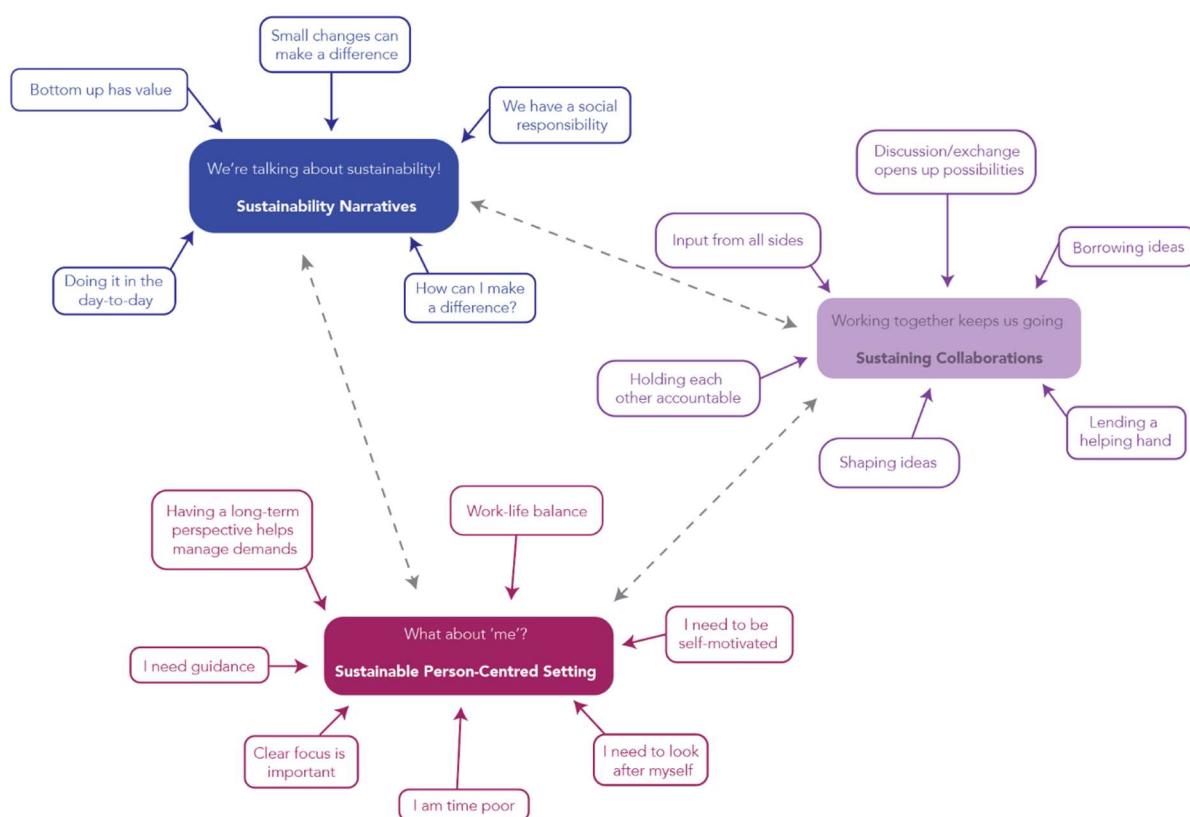 Small changes can
make a difference
Bottom up has value
We have a social
responsibility
We're talking about sustainability!
Sustainability Narratives
Doing it in the
day-to-day
How can I make
a difference?
Discussion/exchange
opens up possibilities
Input from all sides
Borrowing ideas
Working together keeps us going
Sustaining Collaborations
Holding each
other accountable
Shaping ideas
Lending a
helping hand
Having a long-term
perspective helps
manage demands
Work-life balance
What about 'me'?
Sustainable Person-Centred Setting
I need to be
self-motivated
I need guidance
Clear focus is
important
I am time poor
I need to look
after myself